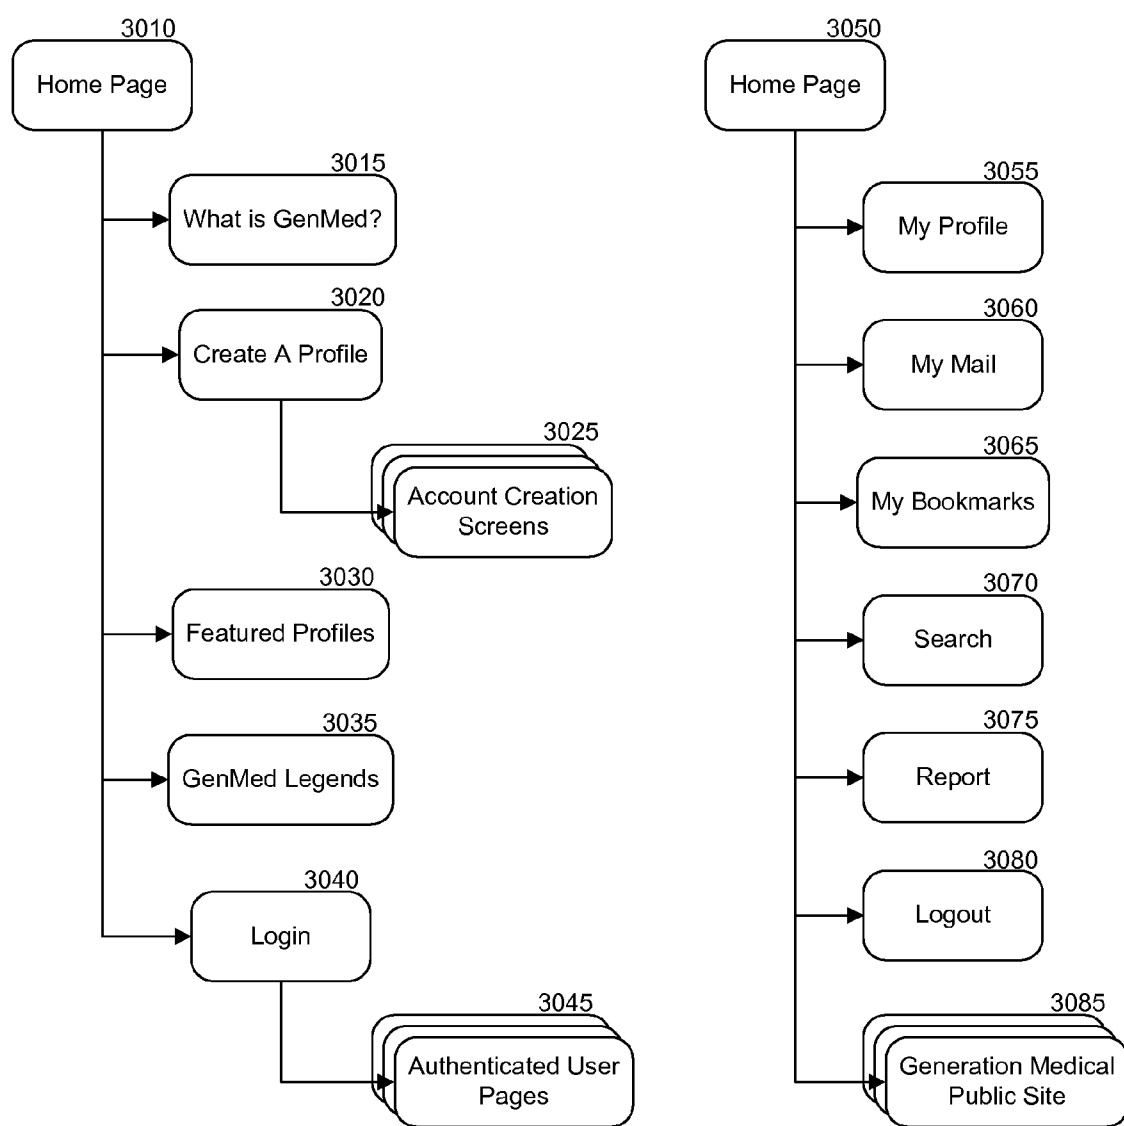 3010
Home Page
3015
What is GenMed?
3020
Create A Profile
3025
Account Creation
Screens
3030
Featured Profiles
3035
GenMed Legends
3040
Login
3045
Authenticated User
Pages
3050
Home Page
3055
My Profile
3060
My Mail
3065
My Bookmarks
3070
Search
3075
Report
3080
Logout
3085
Generation Medical
Public Site